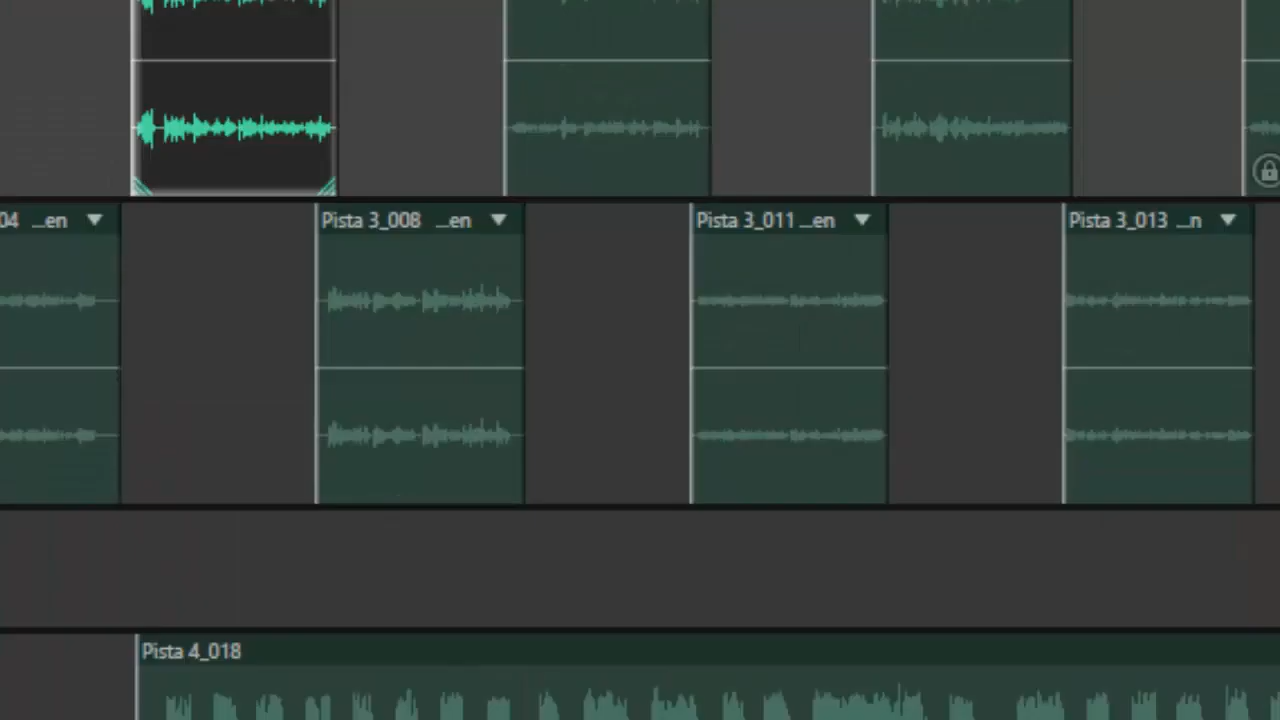 04 ...en
Pista 3_008 ...en
Pista 3_011 ...en
Pista 3_013 ...n
Pista 4_018